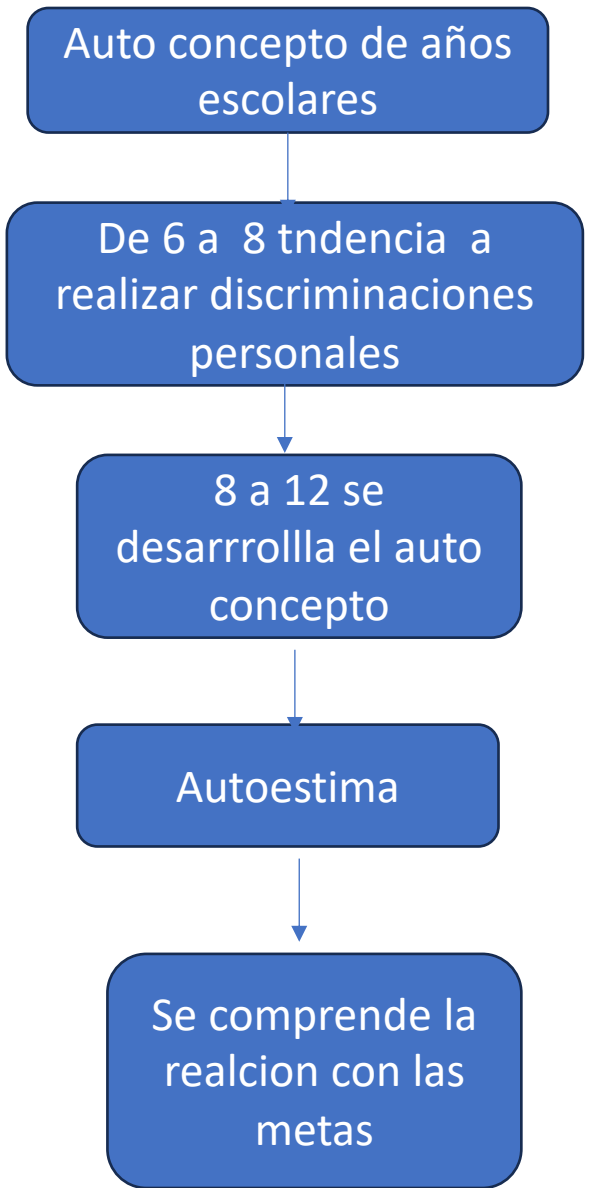 Auto concepto de años
escolares
De 6 a 8 tndencia a
realizar discriminaciones
personales
8 a 12 se
desarrrollla el auto
concepto
Autoestima
Se comprende la
realcion con las
metas